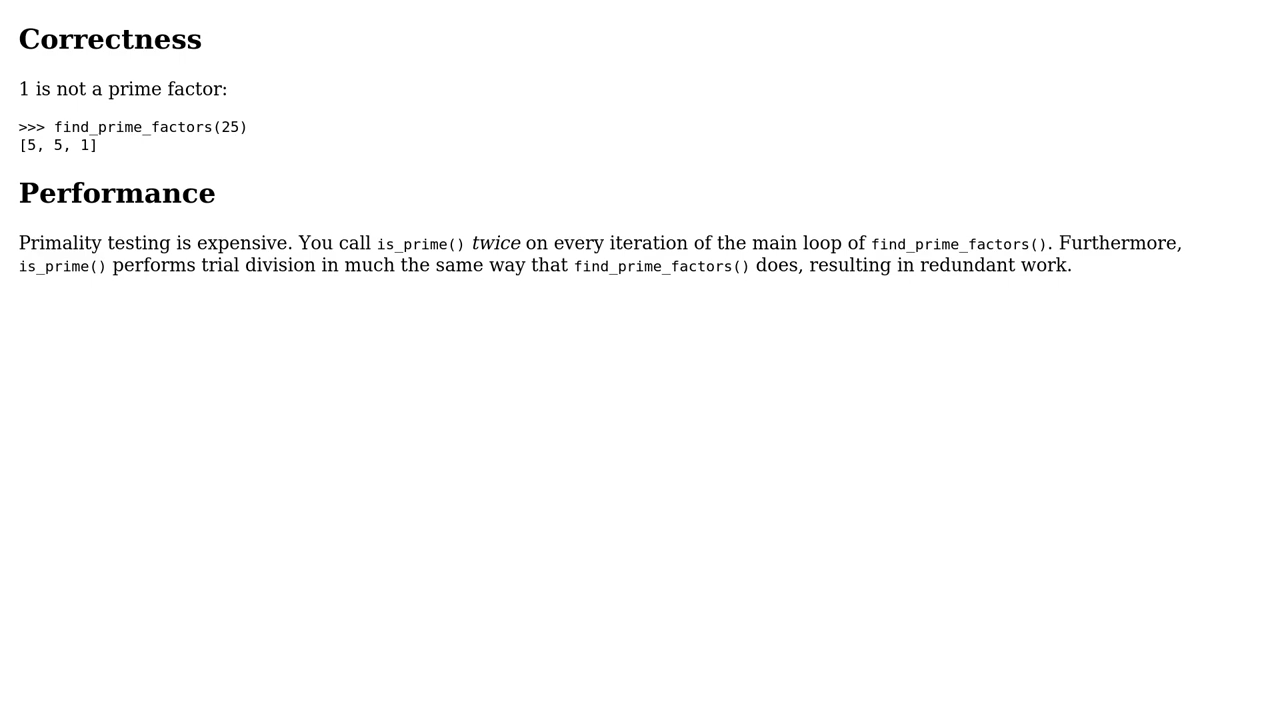 Correctness
1 is not a prime factor:
>>> find_prime_factors(25)
[5, 5, 1]
Performance
Primality testing is expensive. You call is_prime() twice on every iteration of the main loop of find_prime_factors(). Furthermore,
is_prime() performs trial division in much the same way that find_prime_factors() does, resulting in redundant work.